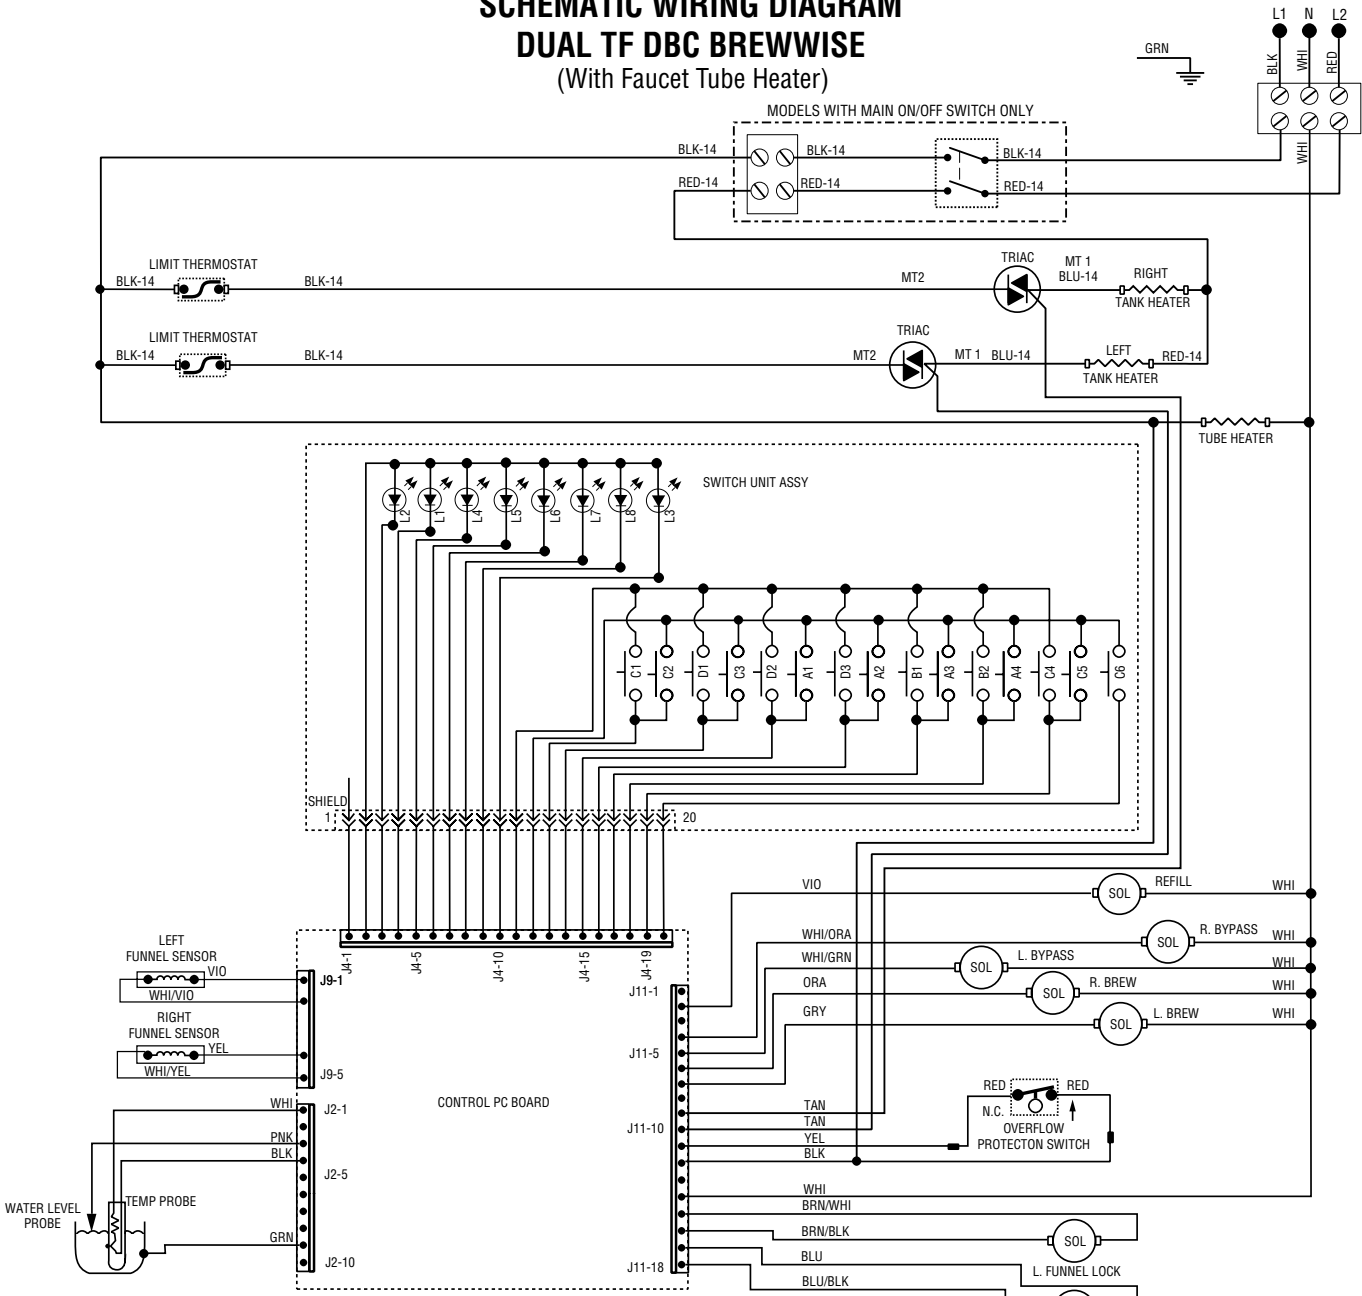 SCHEMATIC WIRING DIAGRAM
DUAL TF DBC BREWWISE
(With Faucet Tube Heater)
L1 N L2
GRN
BLK WHI RED
MODELS WITH MAIN ON/OFF SWITCH ONLY
BLK-14 BLK-14 BLK-14
WHI
RED-14 RED-14 RED-14
LIMIT THERMOSTAT
BLK-14 BLK-14
MT2
TRIAC
MT 1
BLU-14
RIGHT
TANK HEATER
LIMIT THERMOSTAT
BLK-14 BLK-14
MT2
TRIAC
MT 1 BLU-14
LEFT
RED-14
TANK HEATER
TUBE HEATER
SWITCH UNIT ASSY
L2 L1 L4 L5 L6 L7 L8 L3
C1 C2 D1 C3 D2 A1 D3 A2 B1 A3 B2 A4 C4 C5 C6
SHIELD
1 20
VIO SOL REFILL WHI
WHI/ORA SOL R. BYPASS WHI
WHI/GRN SOL L. BYPASS WHI
ORA SOL R. BREW WHI
GRY SOL L. BREW WHI
J4-1 J4-5 J4-10 J4-15 J4-19
LEFT
FUNNEL SENSOR
VIO
J9-1
WHI/VIO
RIGHT
FUNNEL SENSOR
YEL
WHI/YEL
J9-5
J11-1
J11-5
CONTROL PC BOARD
WHI
J2-1
PNK
BLK
J2-5
WATER LEVEL
PROBE
TEMP PROBE
GRN
J2-10
RED RED
N.C.
OVERFLOW
PROTECTON SWITCH
TAN
J11-10
TAN
YEL
BLK
WHI
BRN/WHI
BRN/BLK
SOL
L. FUNNEL LOCK
BLU
J11-18
BLU/BLK